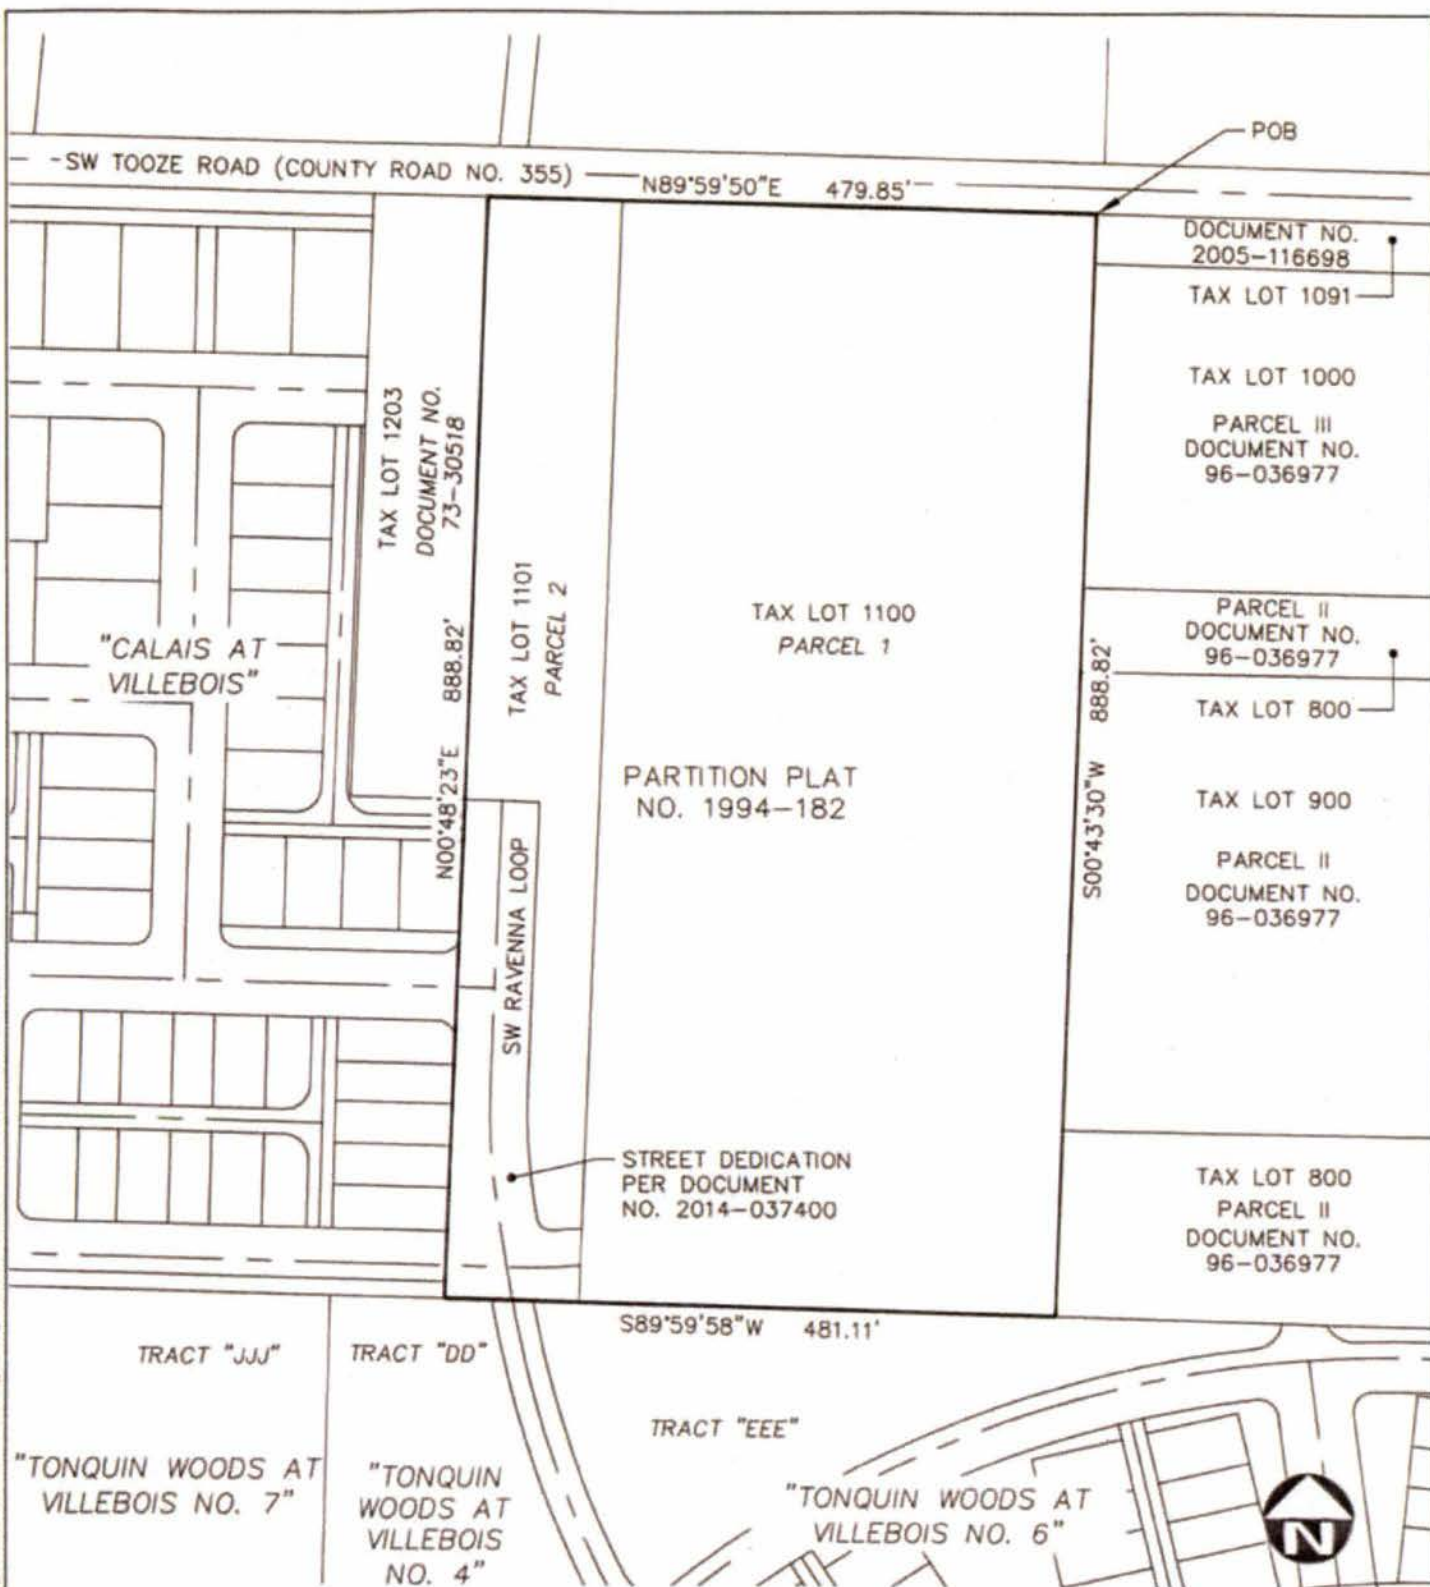 POB
SW TOOZE ROAD (COUNTY ROAD NO. 355)
N89°59'50"E 479.85'
DOCUMENT NO.
2005-116698
TAX LOT 1091
TAX LOT 1000
PARCEL III
DOCUMENT NO.
96-036977
TAX LOT 1203
DOCUMENT NO.
73-30518
TAX LOT 1101
PARCEL 2
TAX LOT 1100
PARCEL 1
PARCEL II
DOCUMENT NO.
96-036977
TAX LOT 800
"CALAIS AT
VILLEBOIS"
N00°48'23"E 888.82'
S00°43'30"W 888.82'
PARTITION PLAT
NO. 1994-182
TAX LOT 900
PARCEL II
DOCUMENT NO.
96-036977
SW RAVENNA LOOP
STREET DEDICATION
PER DOCUMENT
NO. 2014-037400
TAX LOT 800
PARCEL II
DOCUMENT NO.
96-036977
S89°59'58"W 481.11'
TRACT "JJJ"
TRACT "DD"
TRACT "EEE"
"TONQUIN WOODS AT
VILLEBOIS NO. 7"
"TONQUIN
WOODS AT
VILLEBOIS
NO. 4"
"TONQUIN WOODS AT
VILLEBOIS NO. 6"
N